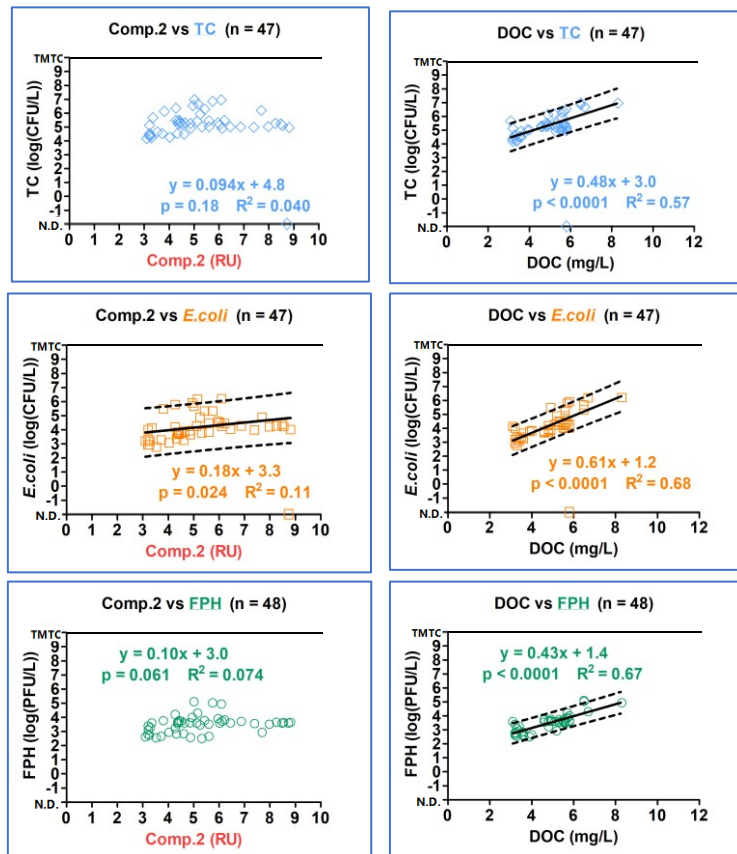 Comp.2 vs TC (n = 47)
TMTC
9
8
7
6
5
4
3
2
1
0
-1
N.D.
TC (log(CFU/L))
y = 0.094x + 4.8
p = 0.18 R² = 0.040
0 1 2 3 4 5 6 7 8 9 10
Comp.2 (RU)
DOC vs TC (n = 47)
TMTC
9
8
7
6
5
4
3
2
1
0
-1
N.D.
TC (log(CFU/L))
y = 0.48x + 3.0
p < 0.0001 R² = 0.57
0 2 4 6 8 10 12
DOC (mg/L)
Comp.2 vs E.coli (n = 47)
TMTC
9
8
7
6
5
4
3
2
1
0
-1
N.D.
E.coli (log(CFU/L))
y = 0.18x + 3.3
p = 0.024 R² = 0.11
0 1 2 3 4 5 6 7 8 9 10
Comp.2 (RU)
DOC vs E.coli (n = 47)
TMTC
9
8
7
6
5
4
3
2
1
0
-1
N.D.
E.coli (log(CFU/L))
y = 0.61x + 1.2
p < 0.0001 R² = 0.68
0 2 4 6 8 10 12
DOC (mg/L)
Comp.2 vs FPH (n = 48)
TMTC
9
8
7
6
5
4
3
2
1
0
-1
N.D.
FPH (log(PFU/L))
y = 0.10x + 3.0
p = 0.061 R² = 0.074
0 1 2 3 4 5 6 7 8 9 10
Comp.2 (RU)
DOC vs FPH (n = 48)
TMTC
9
8
7
6
5
4
3
2
1
0
-1
N.D.
FPH (log(PFU/L))
y = 0.43x + 1.4
p < 0.0001 R² = 0.67
0 2 4 6 8 10 12
DOC (mg/L)